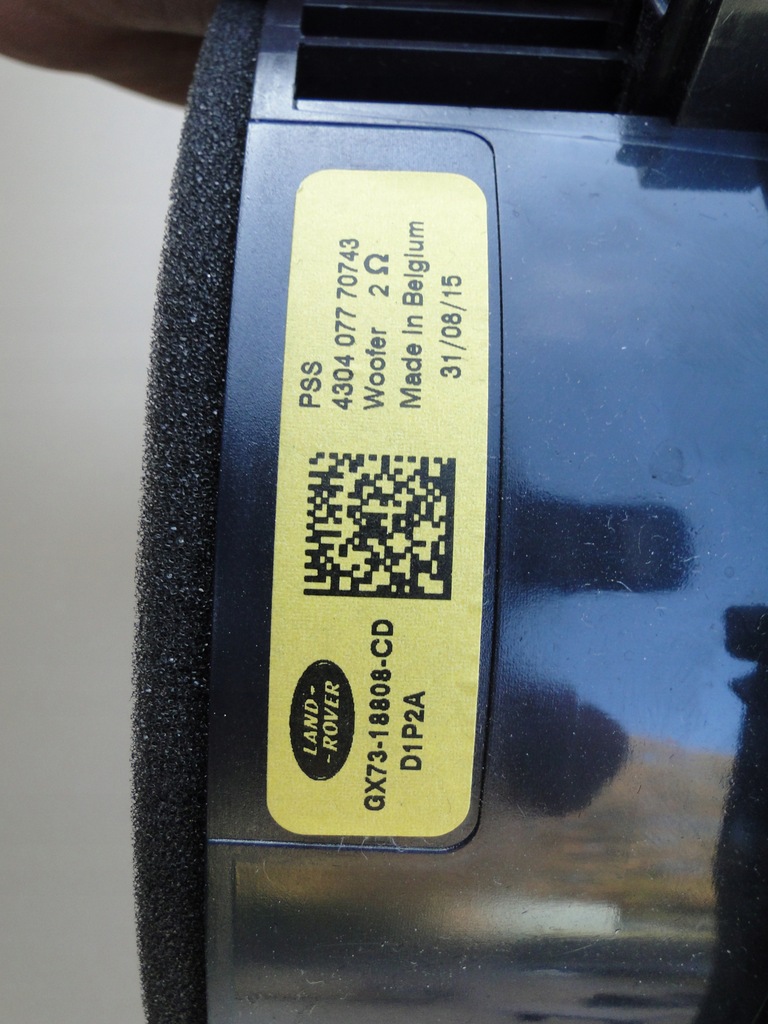 LAND-
-ROVER
GX73-18808-CD
D1P2A
PSS
4304 077 70743
Woofer 2 Ω
Made In Belgium
31/08/15